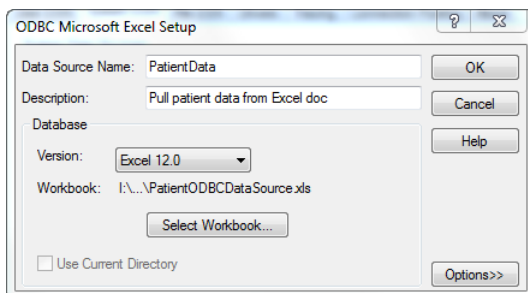 ODBC Microsoft Excel Setup
Data Source Name: PatientData
OK
Description: Pull patient data from Excel doc
Cancel
Database
Help
Version: Excel 12.0
Workbook: I:\...\PatientODBCDataSource.xls
Select Workbook...
Use Current Directory
Options>>